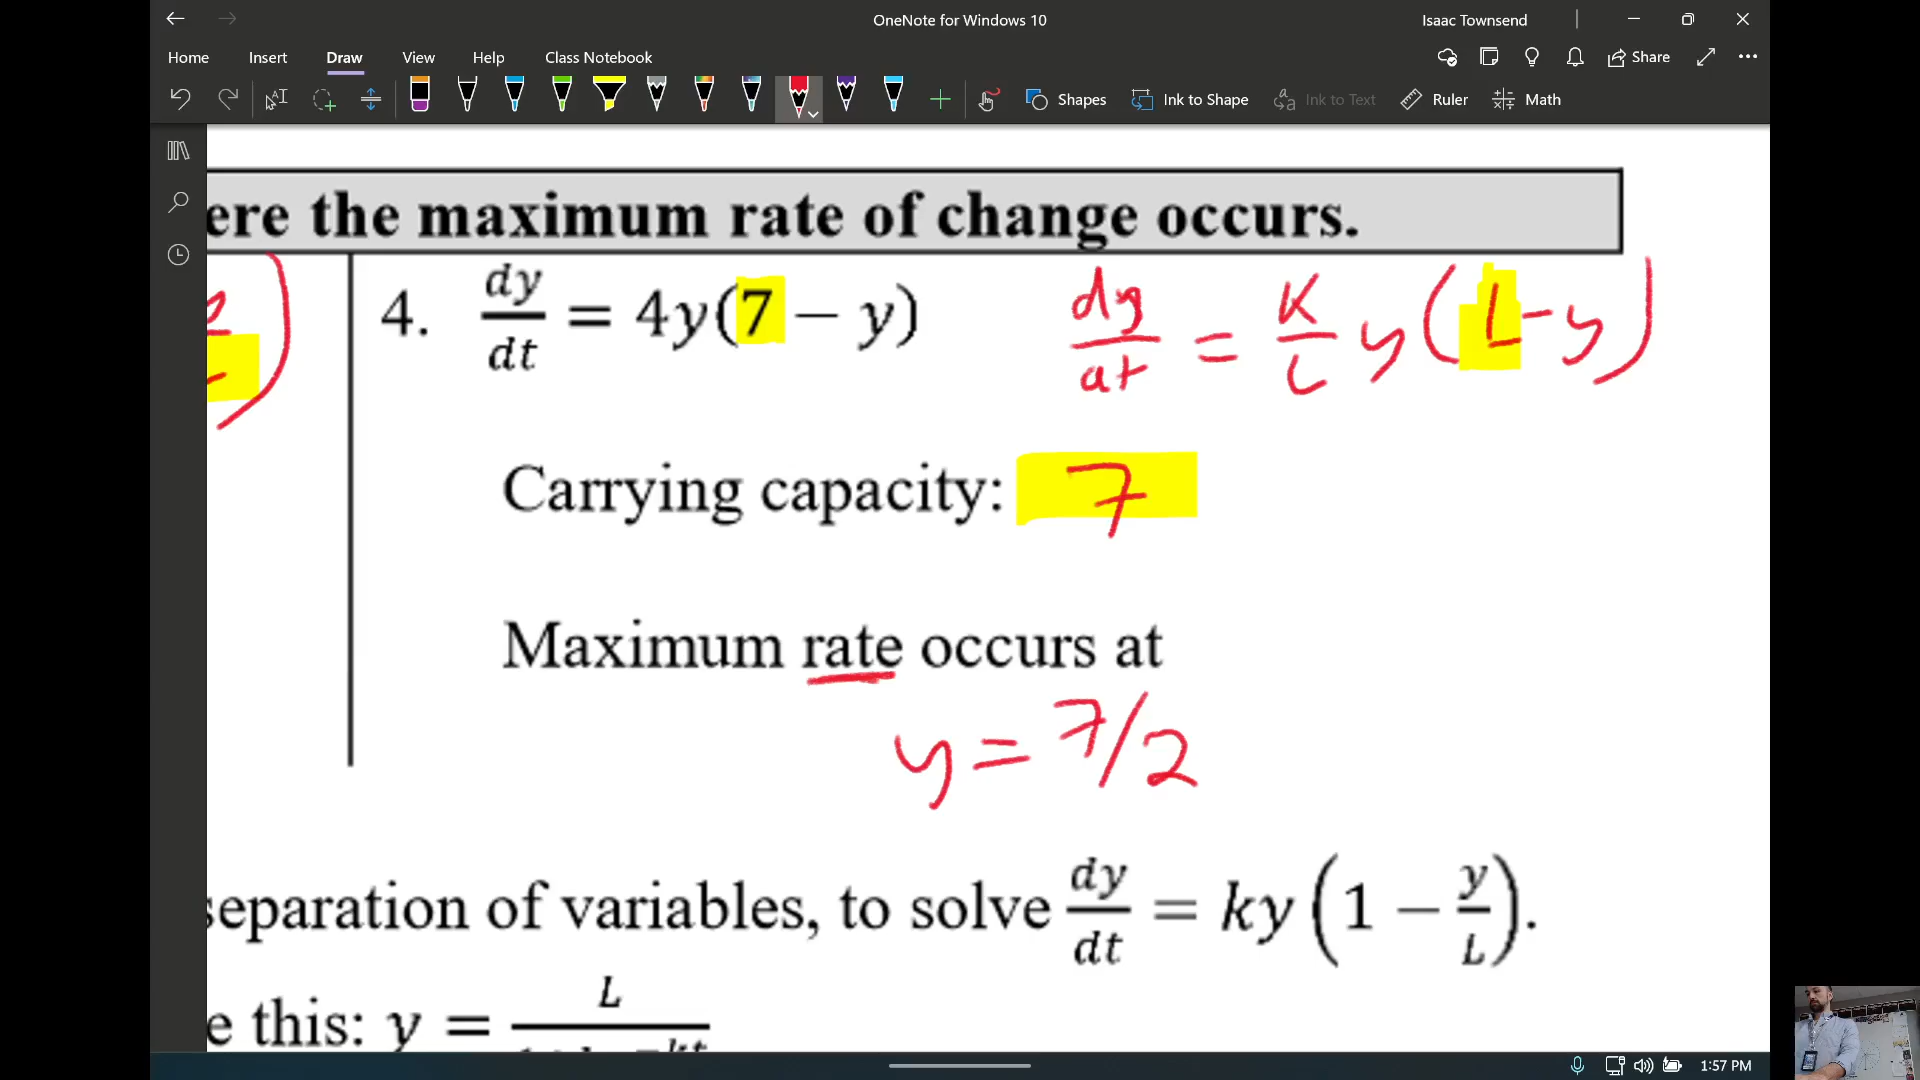 OneNote for Windows 10
Isaac Townsend
Home Insert Draw View Help Class Notebook
Share
Shapes Ink to Shape Ink to Text Ruler Math
ere the maximum rate of change occurs.
4. dy/dt = 4y(7 − y)
dy/dt = K/L y (L - y)
Carrying capacity: 7
Maximum rate occurs at
y = 7/2
separation of variables, to solve dy/dt = ky(1 − y/L).
e this: y = L
1:57 PM